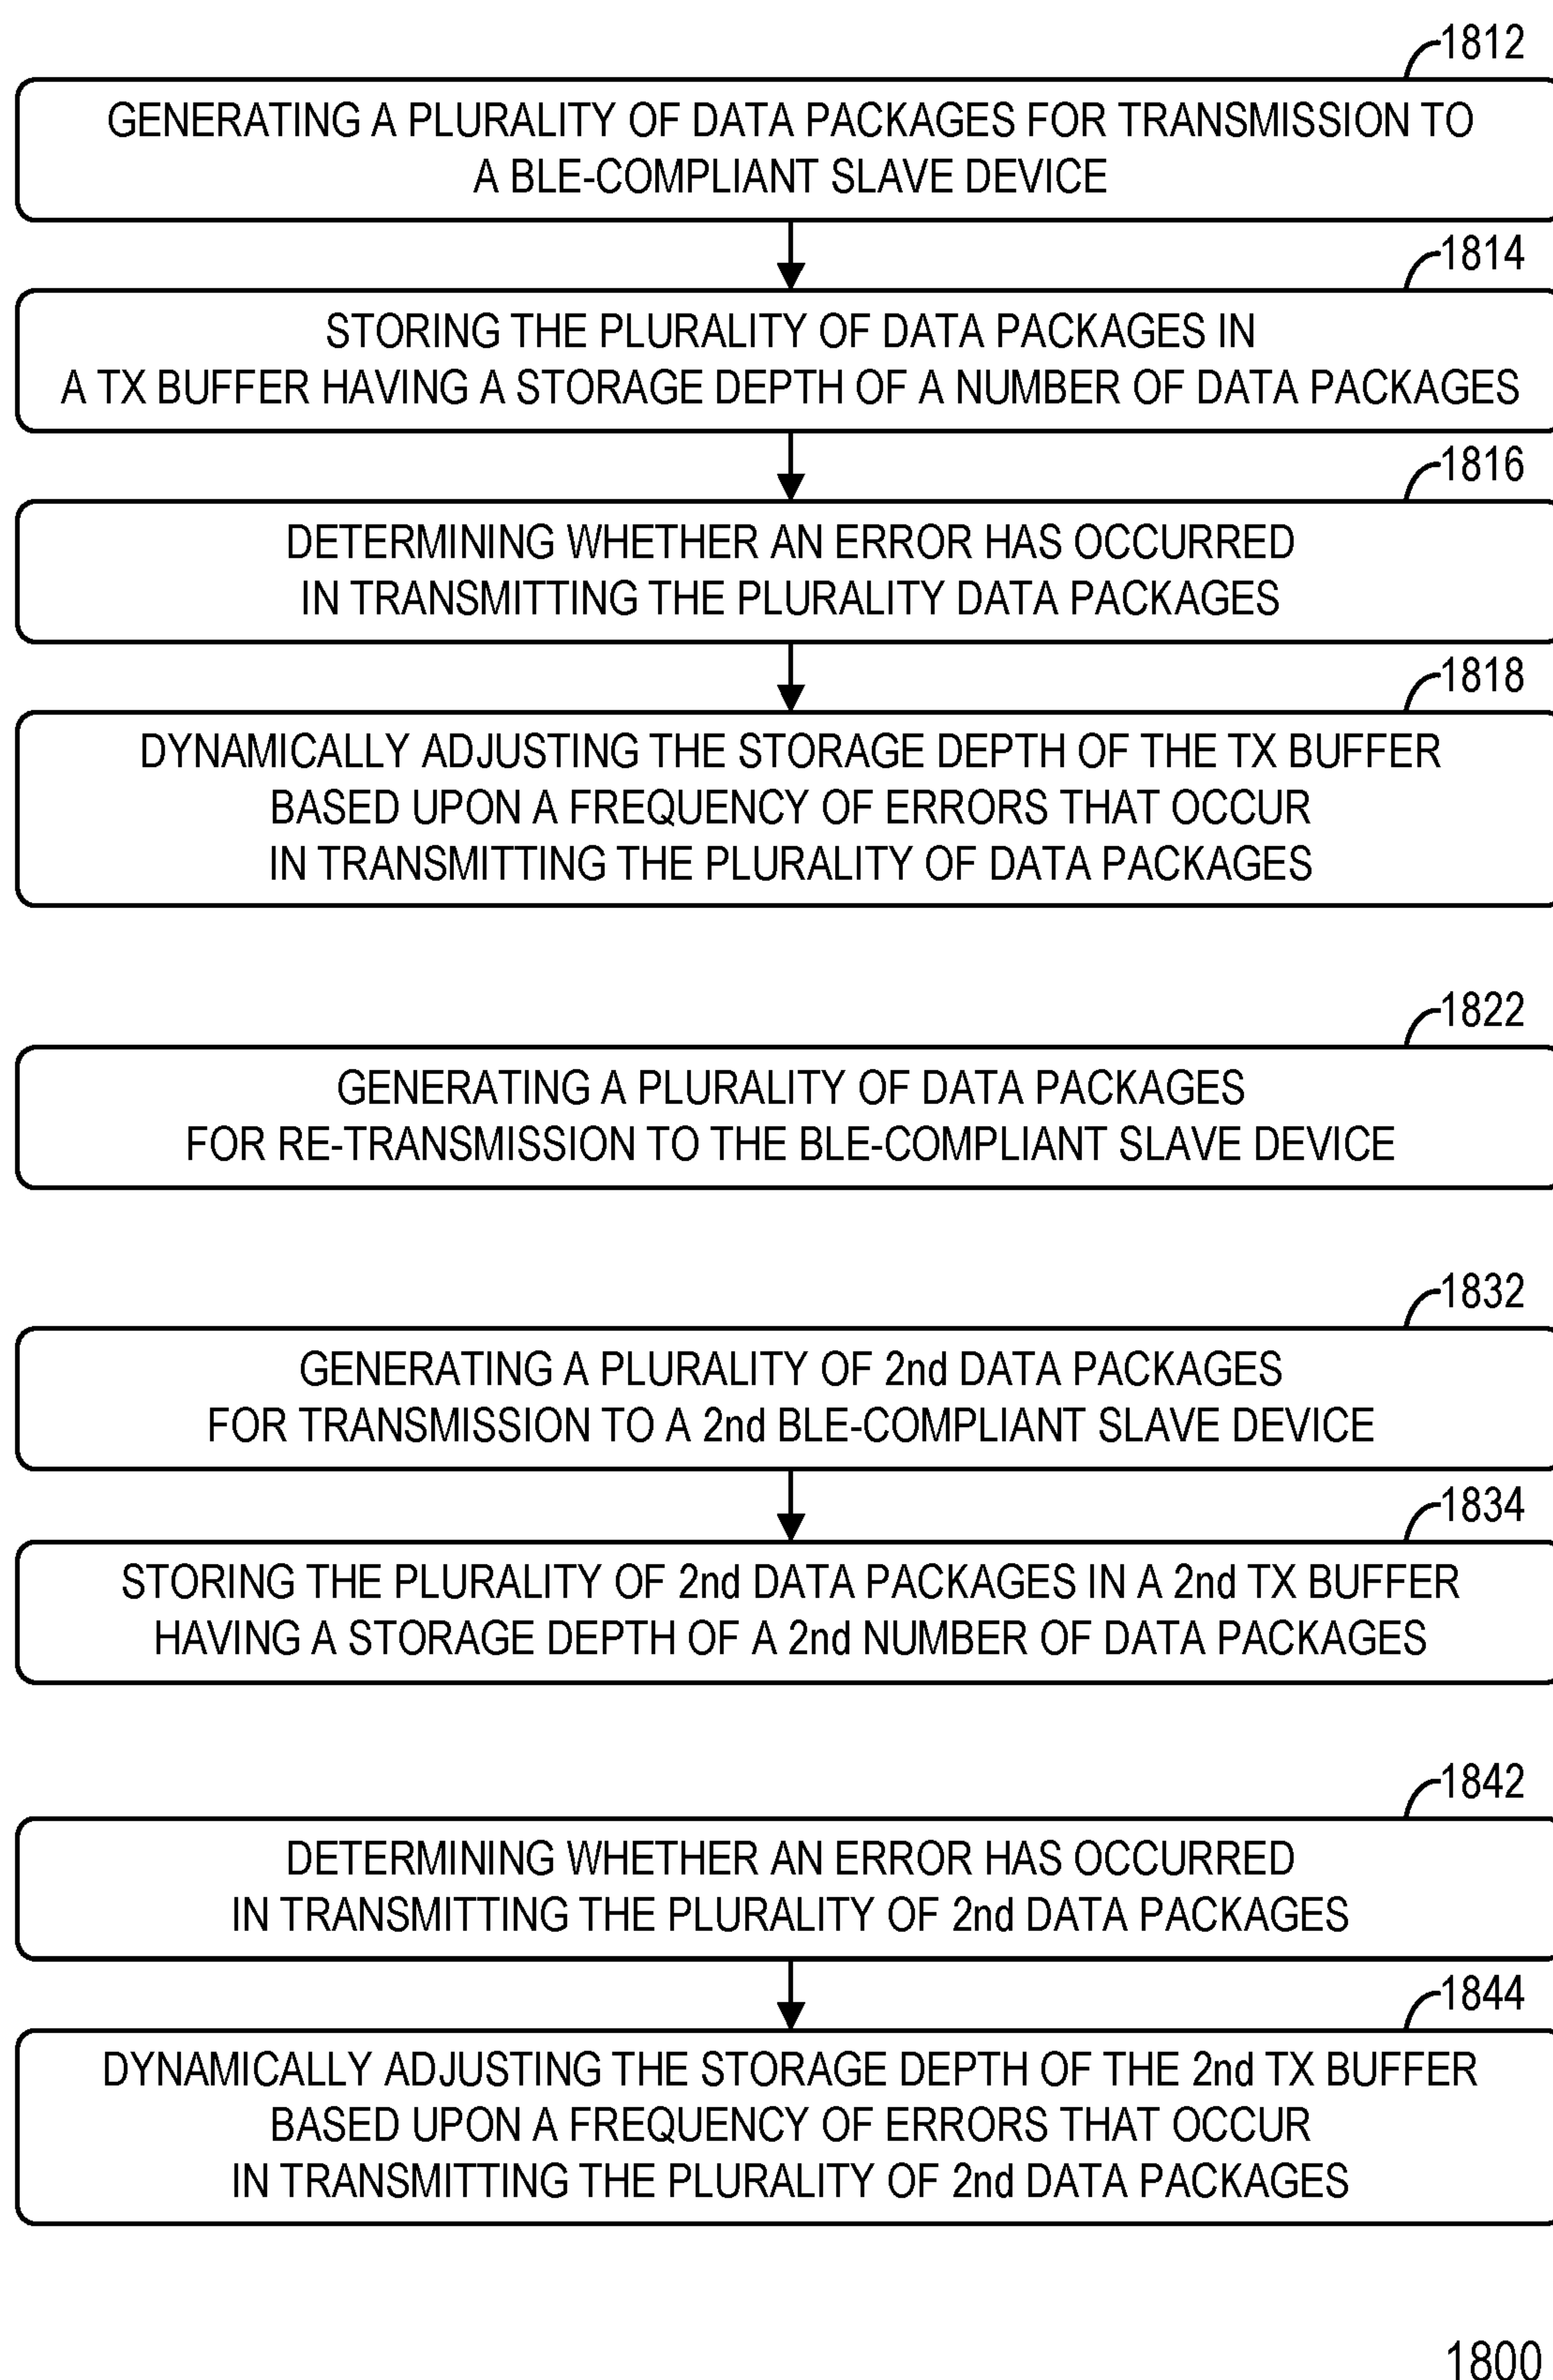 1812
GENERATING A PLURALITY OF DATA PACKAGES FOR TRANSMISSION TO
A BLE-COMPLIANT SLAVE DEVICE
1814
STORING THE PLURALITY OF DATA PACKAGES IN
A TX BUFFER HAVING A STORAGE DEPTH OF A NUMBER OF DATA PACKAGES
1816
DETERMINING WHETHER AN ERROR HAS OCCURRED
IN TRANSMITTING THE PLURALITY DATA PACKAGES
1818
DYNAMICALLY ADJUSTING THE STORAGE DEPTH OF THE TX BUFFER
BASED UPON A FREQUENCY OF ERRORS THAT OCCUR
IN TRANSMITTING THE PLURALITY OF DATA PACKAGES
1822
GENERATING A PLURALITY OF DATA PACKAGES
FOR RE-TRANSMISSION TO THE BLE-COMPLIANT SLAVE DEVICE
1832
GENERATING A PLURALITY OF 2nd DATA PACKAGES
FOR TRANSMISSION TO A 2nd BLE-COMPLIANT SLAVE DEVICE
1834
STORING THE PLURALITY OF 2nd DATA PACKAGES IN A 2nd TX BUFFER
HAVING A STORAGE DEPTH OF A 2nd NUMBER OF DATA PACKAGES
1842
DETERMINING WHETHER AN ERROR HAS OCCURRED
IN TRANSMITTING THE PLURALITY OF 2nd DATA PACKAGES
1844
DYNAMICALLY ADJUSTING THE STORAGE DEPTH OF THE 2nd TX BUFFER
BASED UPON A FREQUENCY OF ERRORS THAT OCCUR
IN TRANSMITTING THE PLURALITY OF 2nd DATA PACKAGES
1800